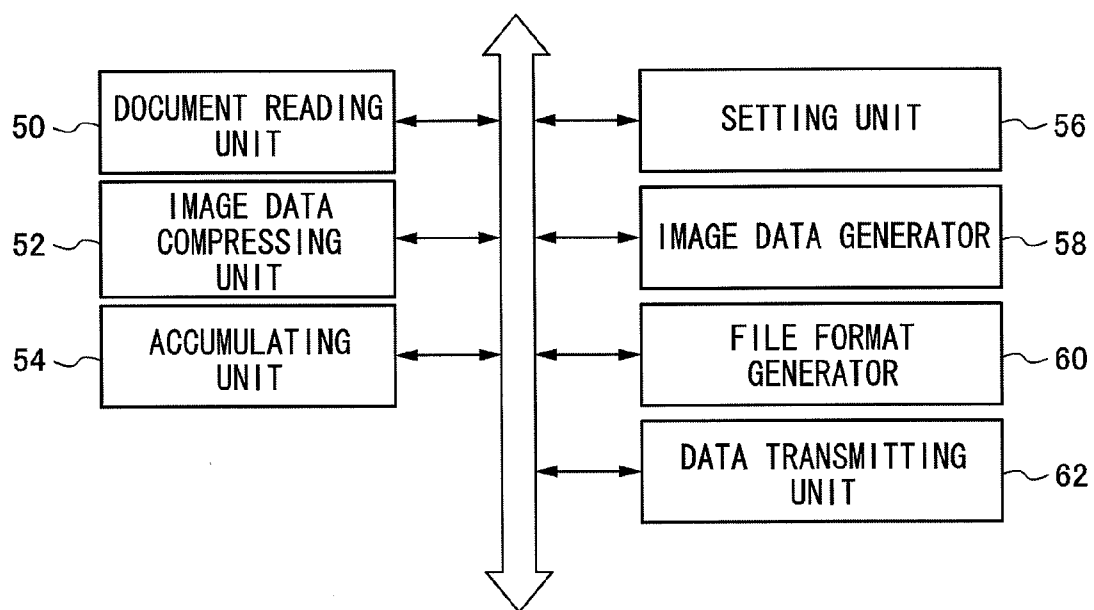 50
DOCUMENT READING
UNIT
52
IMAGE DATA
COMPRESSING
UNIT
54
ACCUMULATING
UNIT
SETTING UNIT
56
IMAGE DATA GENERATOR
58
FILE FORMAT
GENERATOR
60
DATA TRANSMITTING
UNIT
62